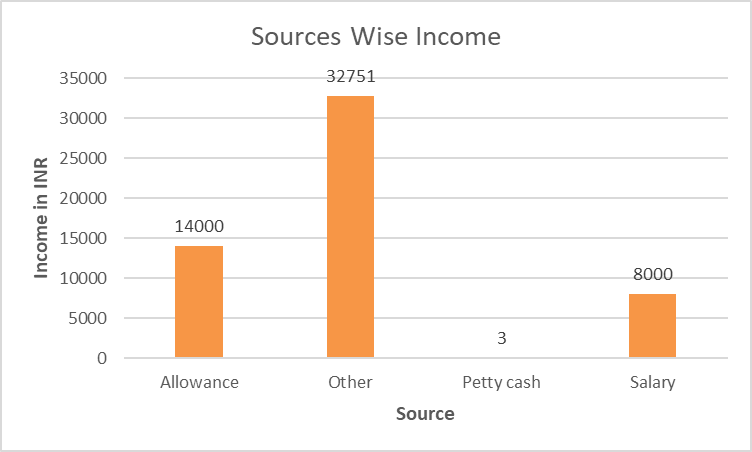 Sources Wise Income
Income in INR
35000
30000
25000
20000
15000
10000
5000
0
14000
32751
3
8000
Allowance
Other
Petty cash
Salary
Source